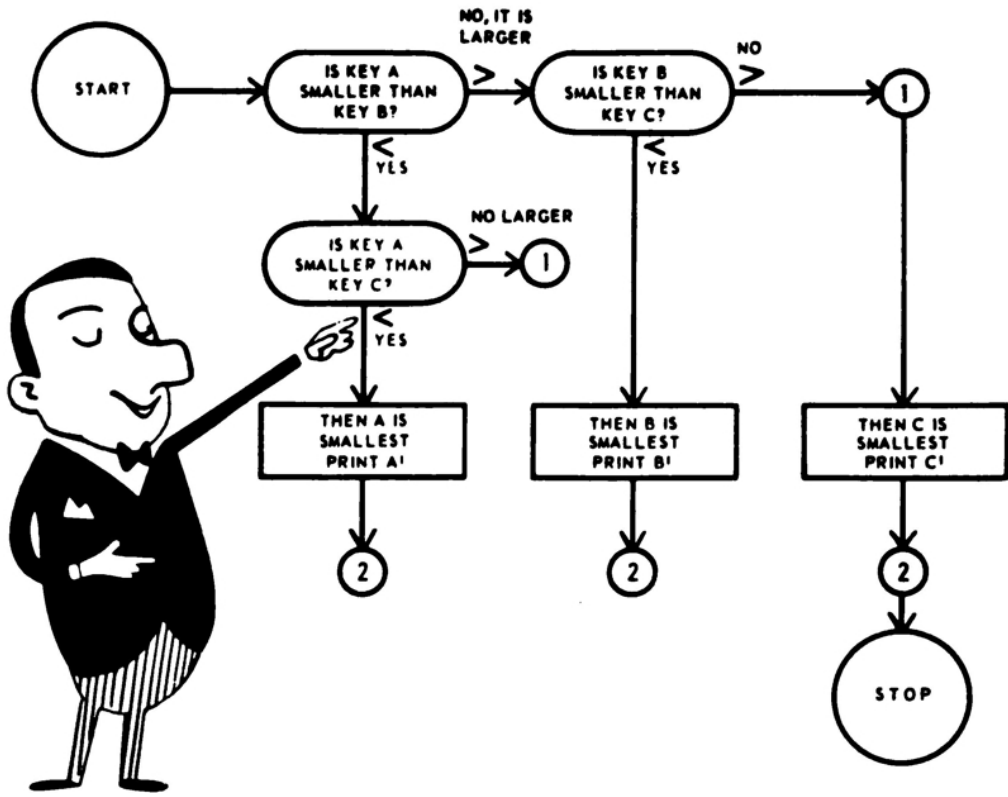 START
IS KEY A
SMALLER THAN
KEY B?
NO, IT IS
LARGER
>
IS KEY B
SMALLER THAN
KEY C?
NO
>
1
<
YES
<
YES
IS KEY A
SMALLER THAN
KEY C?
NO LARGER
>
1
<
YES
THEN A IS
SMALLEST
PRINT A'
THEN B IS
SMALLEST
PRINT B'
THEN C IS
SMALLEST
PRINT C'
2
2
2
STOP